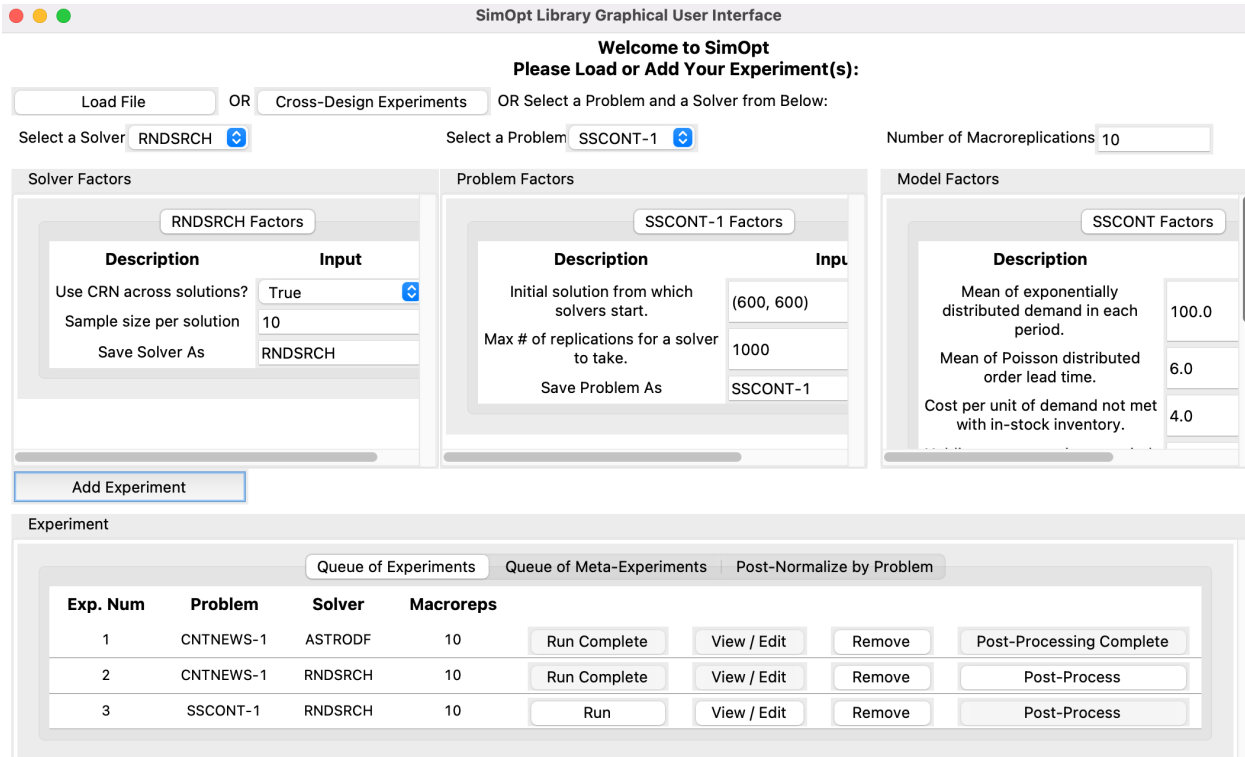 SimOpt Library Graphical User Interface
Welcome to SimOpt
Please Load or Add Your Experiment(s):
Load File OR Cross-Design Experiments OR Select a Problem and a Solver from Below:
Select a Solver RNDSRCH Select a Problem SSCONT-1 Number of Macroreplications 10
Solver Factors
RNDSRCH Factors
Description Input
Use CRN across solutions? True
Sample size per solution 10
Save Solver As RNDSRCH
Problem Factors
SSCONT-1 Factors
Description Inpu
Initial solution from which
solvers start. (600, 600)
Max # of replications for a solver
to take. 1000
Save Problem As SSCONT-1
Model Factors
SSCONT Factors
Description
Mean of exponentially
distributed demand in each
period. 100.0
Mean of Poisson distributed
order lead time. 6.0
Cost per unit of demand not met
with in-stock inventory. 4.0
Add Experiment
Experiment
Queue of Experiments Queue of Meta-Experiments Post-Normalize by Problem
Exp. Num Problem Solver Macroreps
1 CNTNEWS-1 ASTRODF 10 Run Complete View / Edit Remove Post-Processing Complete
2 CNTNEWS-1 RNDSRCH 10 Run Complete View / Edit Remove Post-Process
3 SSCONT-1 RNDSRCH 10 Run View / Edit Remove Post-Process